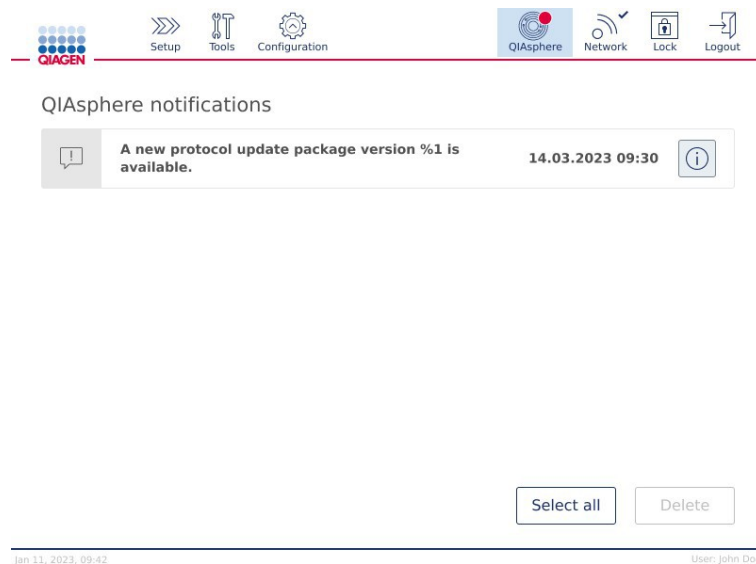 Setup Tools Configuration QIAsphere Network Lock Logout
QIAGEN
QIAsphere notifications
A new protocol update package version %1 is
available.
14.03.2023 09:30
Select all Delete
Jan 11, 2023, 09:42 User: John Do